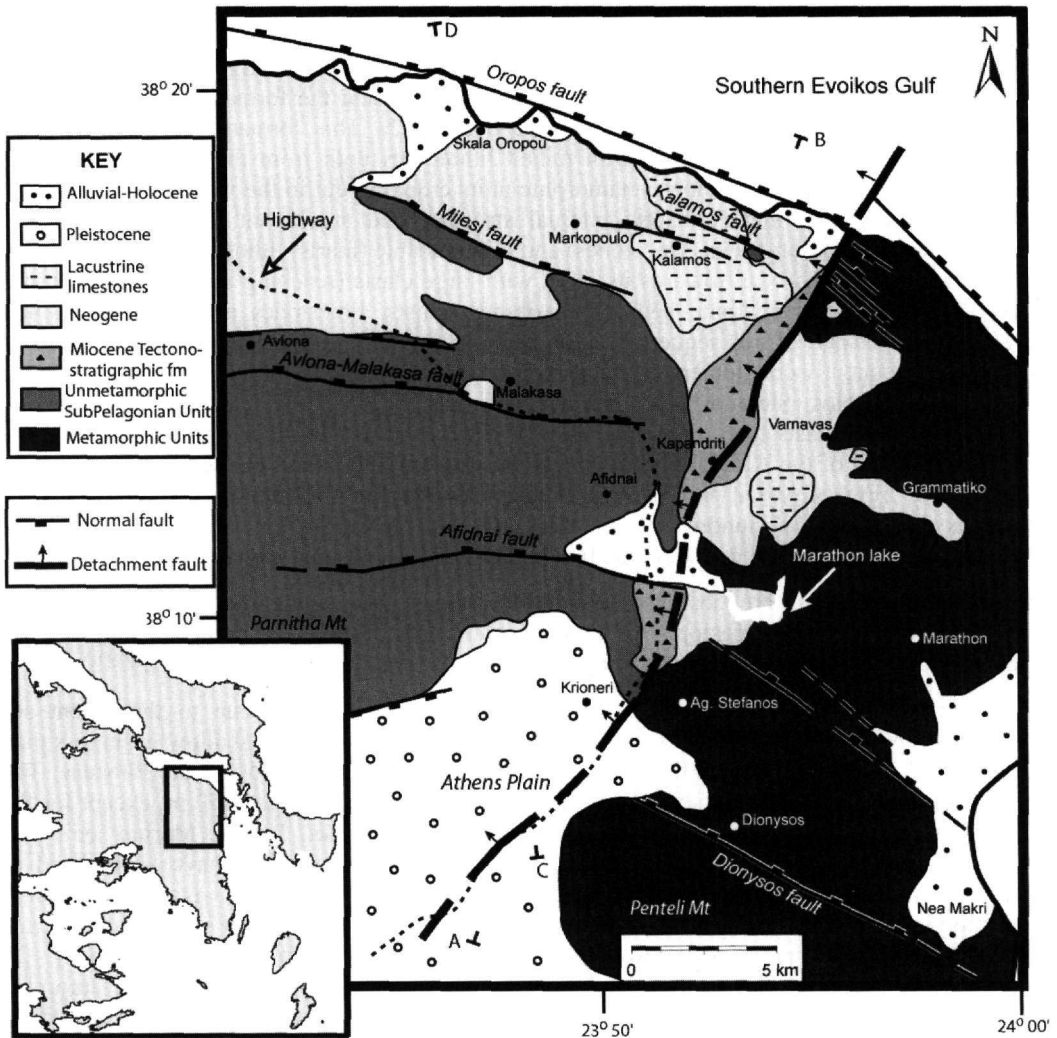 D
N
38° 20'
Oropos fault
Southern Evoikos Gulf
B
KEY
Alluvial-Holocene
Pleistocene
Lacustrine
limestones
Neogene
Miocene Tectono-
stratigraphic fm
Unmetamorphic
SubPelagonian Unit
Metamorphic Units
Normal fault
Detachment fault
Skala Oropou
Highway
Milesi fault
Markopoulo
Kalamos fault
Kalamos
Avlona
Avlona-Malakasa fault
Malakasa
Varnavas
Kapandriti
Afidnai
Grammatiko
Afidnai fault
Marathon lake
38° 10'
Parnitha Mt
Marathon
Krioneri
Ag. Stefanos
Athens Plain
Dionysos
C
Dionysos fault
Nea Makri
A
Penteli Mt
0 5 km
23° 50'
24° 00'